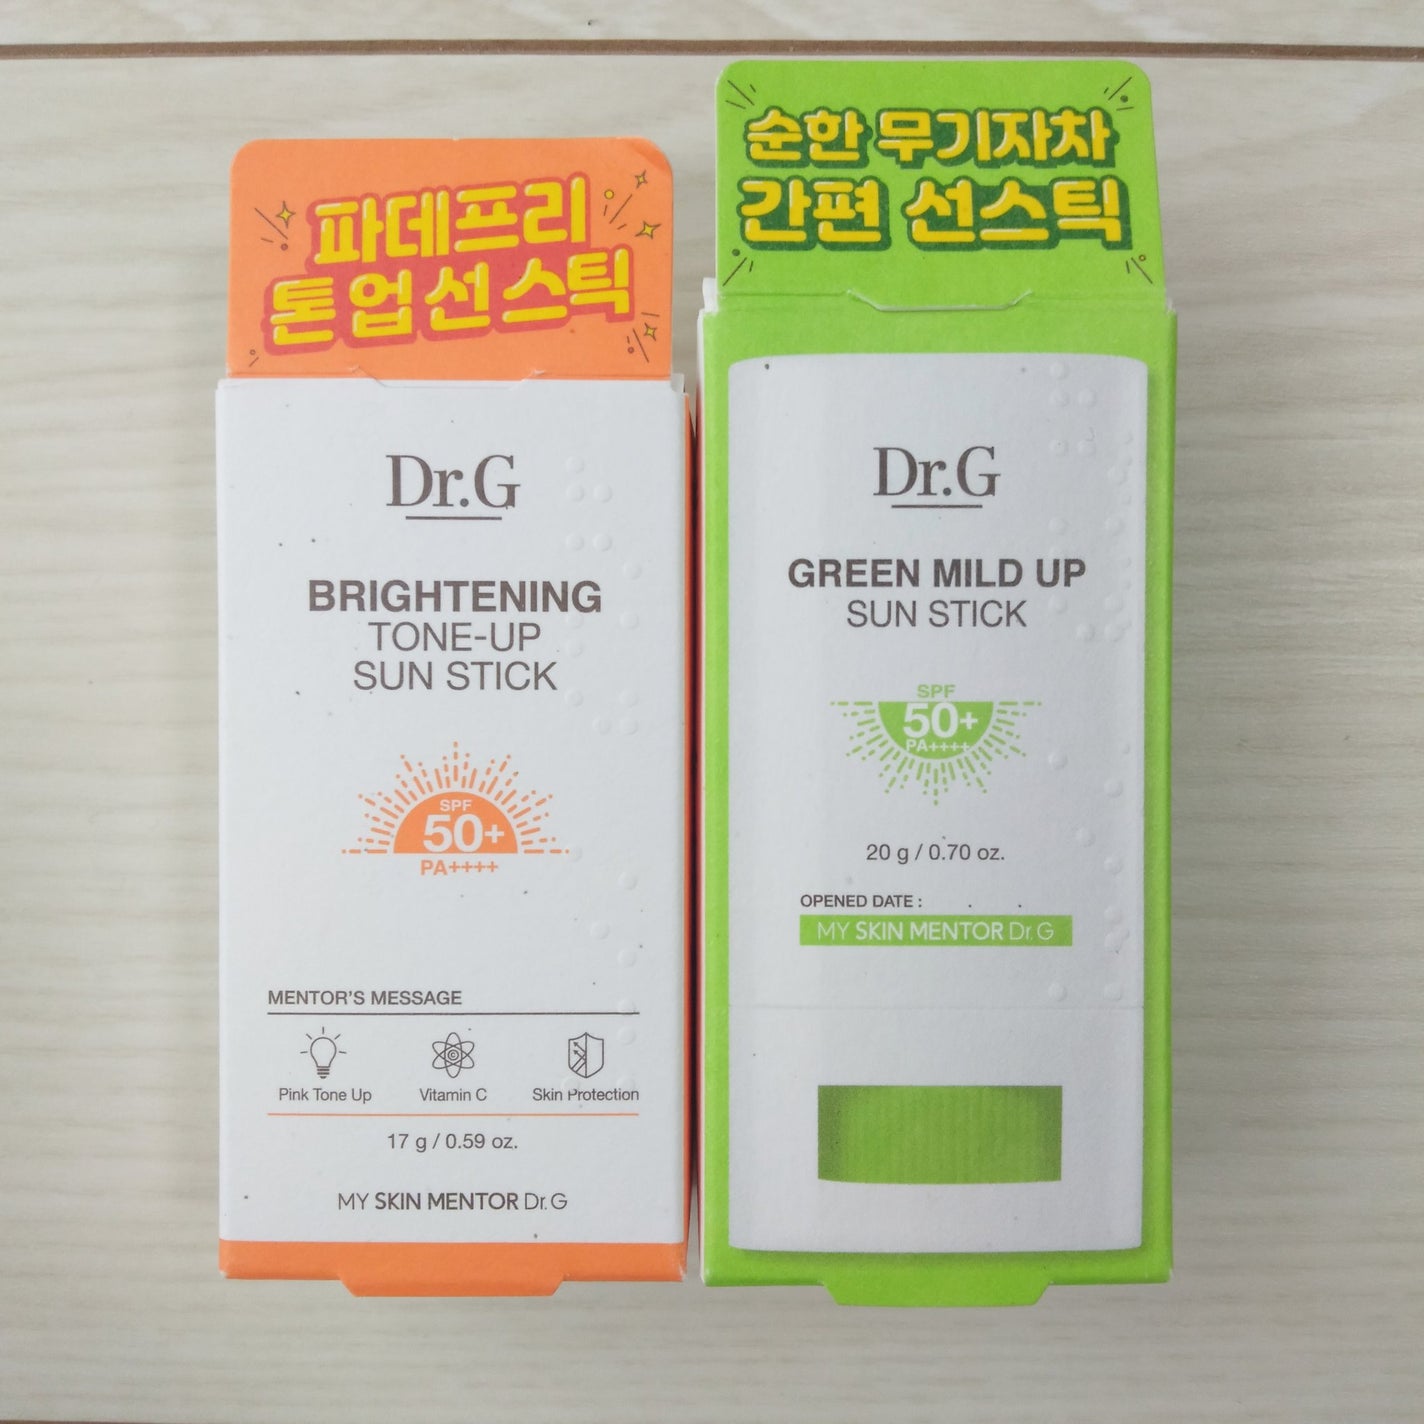 파데프리
톤업 선스틱
Dr.G
BRIGHTENING
TONE-UP
SUN STICK
SPF
50+
PA++++
MENTOR'S MESSAGE
Pink Tone Up
Vitamin C
Skin Protection
17 g / 0.59 oz.
MY SKIN MENTOR Dr.G
순한 무기자차
간편 선스틱
Dr.G
GREEN MILD UP
SUN STICK
SPF
50+
PA++++
20 g / 0.70 oz.
OPENED DATE : . .
MY SKIN MENTOR Dr.G